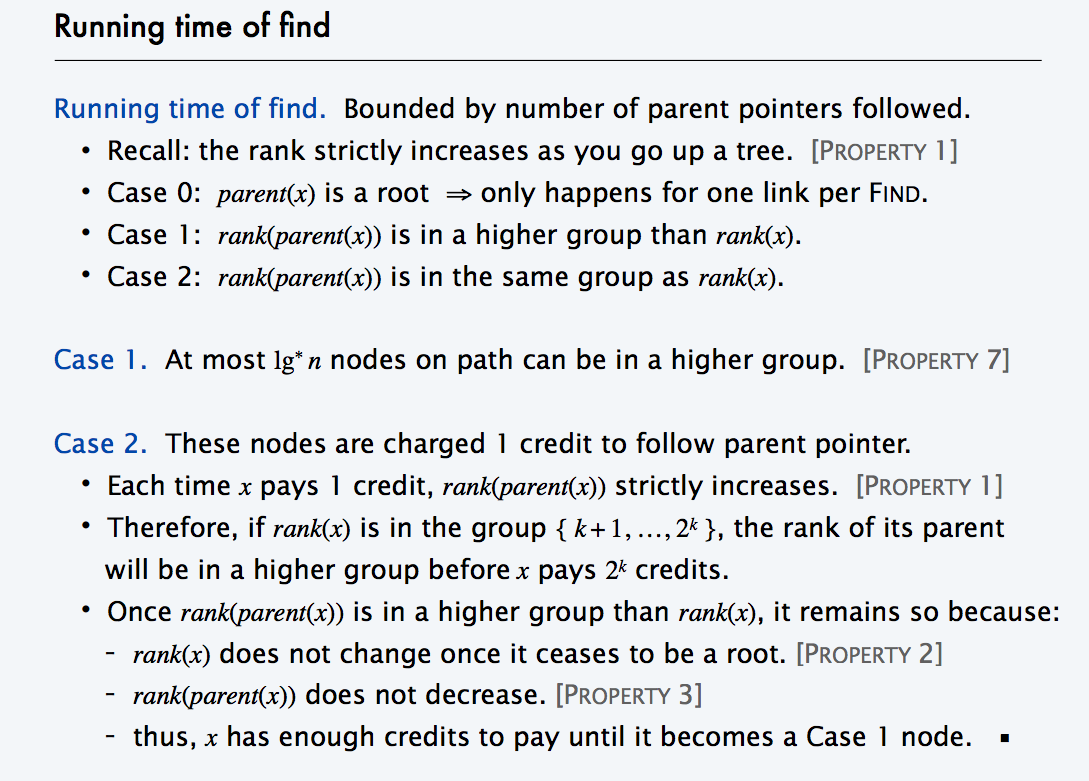 Running time of find
Running time of find. Bounded by number of parent pointers followed.
• Recall: the rank strictly increases as you go up a tree. [PROPERTY 1]
• Case 0: parent(x) is a root ⇒ only happens for one link per FIND.
• Case 1: rank(parent(x)) is in a higher group than rank(x).
• Case 2: rank(parent(x)) is in the same group as rank(x).
Case 1. At most lg* n nodes on path can be in a higher group. [PROPERTY 7]
Case 2. These nodes are charged 1 credit to follow parent pointer.
• Each time x pays 1 credit, rank(parent(x)) strictly increases. [PROPERTY 1]
• Therefore, if rank(x) is in the group { k+1, …, 2ᵏ }, the rank of its parent
will be in a higher group before x pays 2ᵏ credits.
• Once rank(parent(x)) is in a higher group than rank(x), it remains so because:
- rank(x) does not change once it ceases to be a root. [PROPERTY 2]
- rank(parent(x)) does not decrease. [PROPERTY 3]
- thus, x has enough credits to pay until it becomes a Case 1 node. ▪